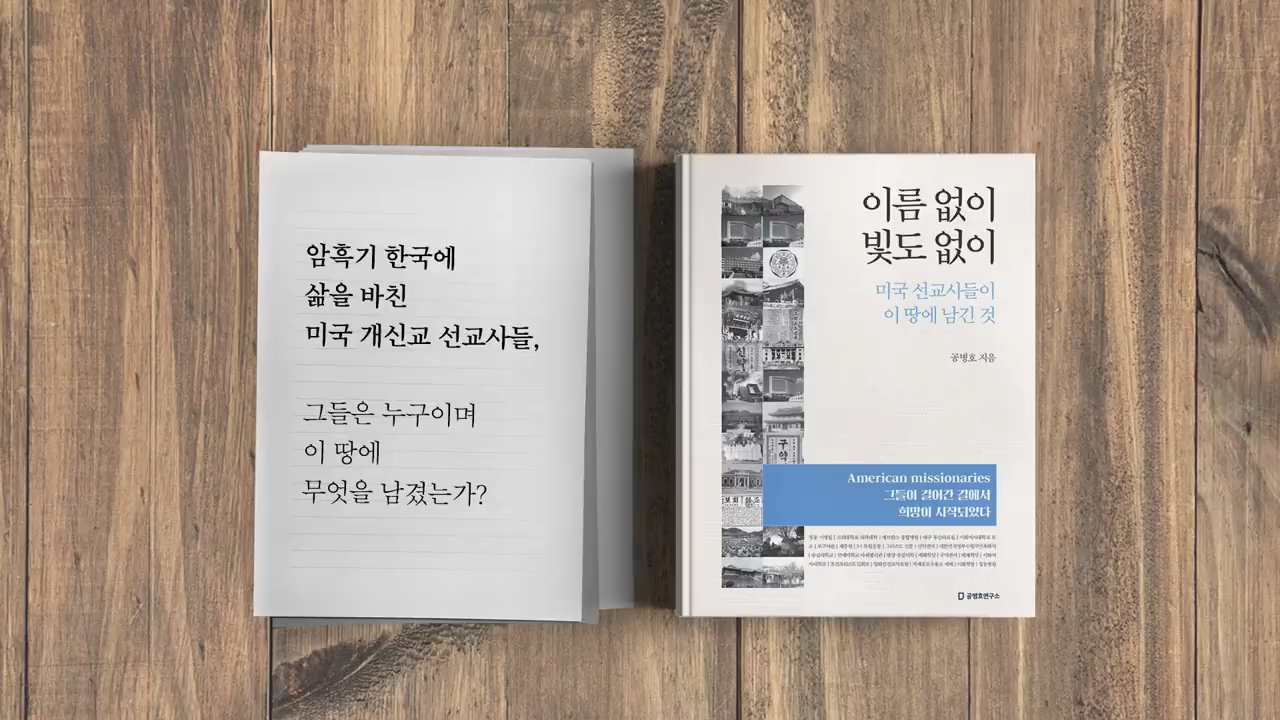 암흑기 한국에
삶을 바친
미국 개신교 선교사들,
그들은 누구이며
이 땅에
무엇을 남겼는가?
이름 없이
빛도 없이
미국 선교사들이
이 땅에 남긴 것
공병호 지음
신약
구약
American missionaries
그들이 걸어간 길에서
희망이 시작되었다
공병호연구소